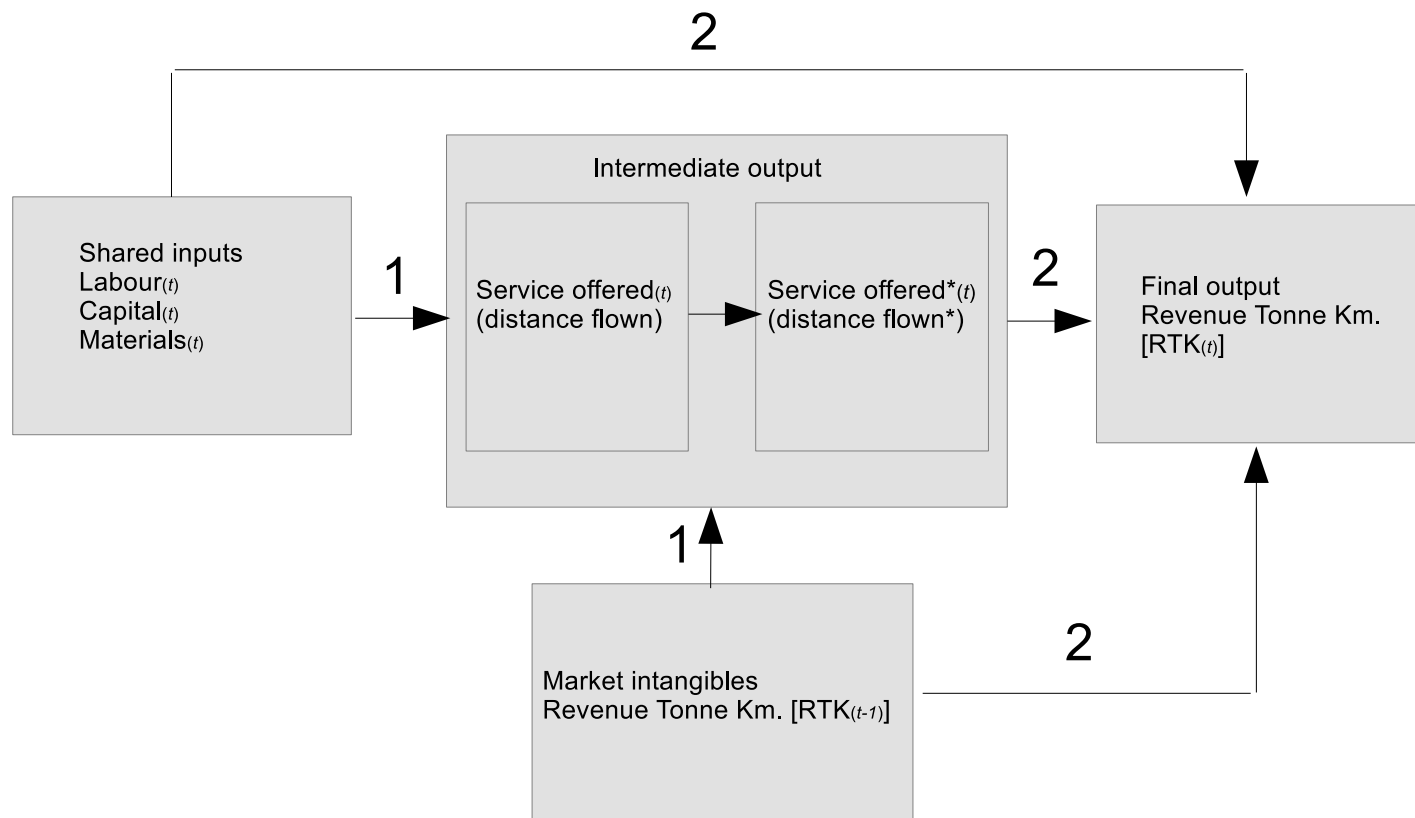 2
Intermediate output
Shared inputs
Labour(t)
Capital(t)
Materials(t)
1
Service offered(t)
(distance flown)
Service offered*(t)
(distance flown*)
2
Final output
Revenue Tonne Km.
[RTK(t)]
1
Market intangibles
Revenue Tonne Km. [RTK(t-1)]
2